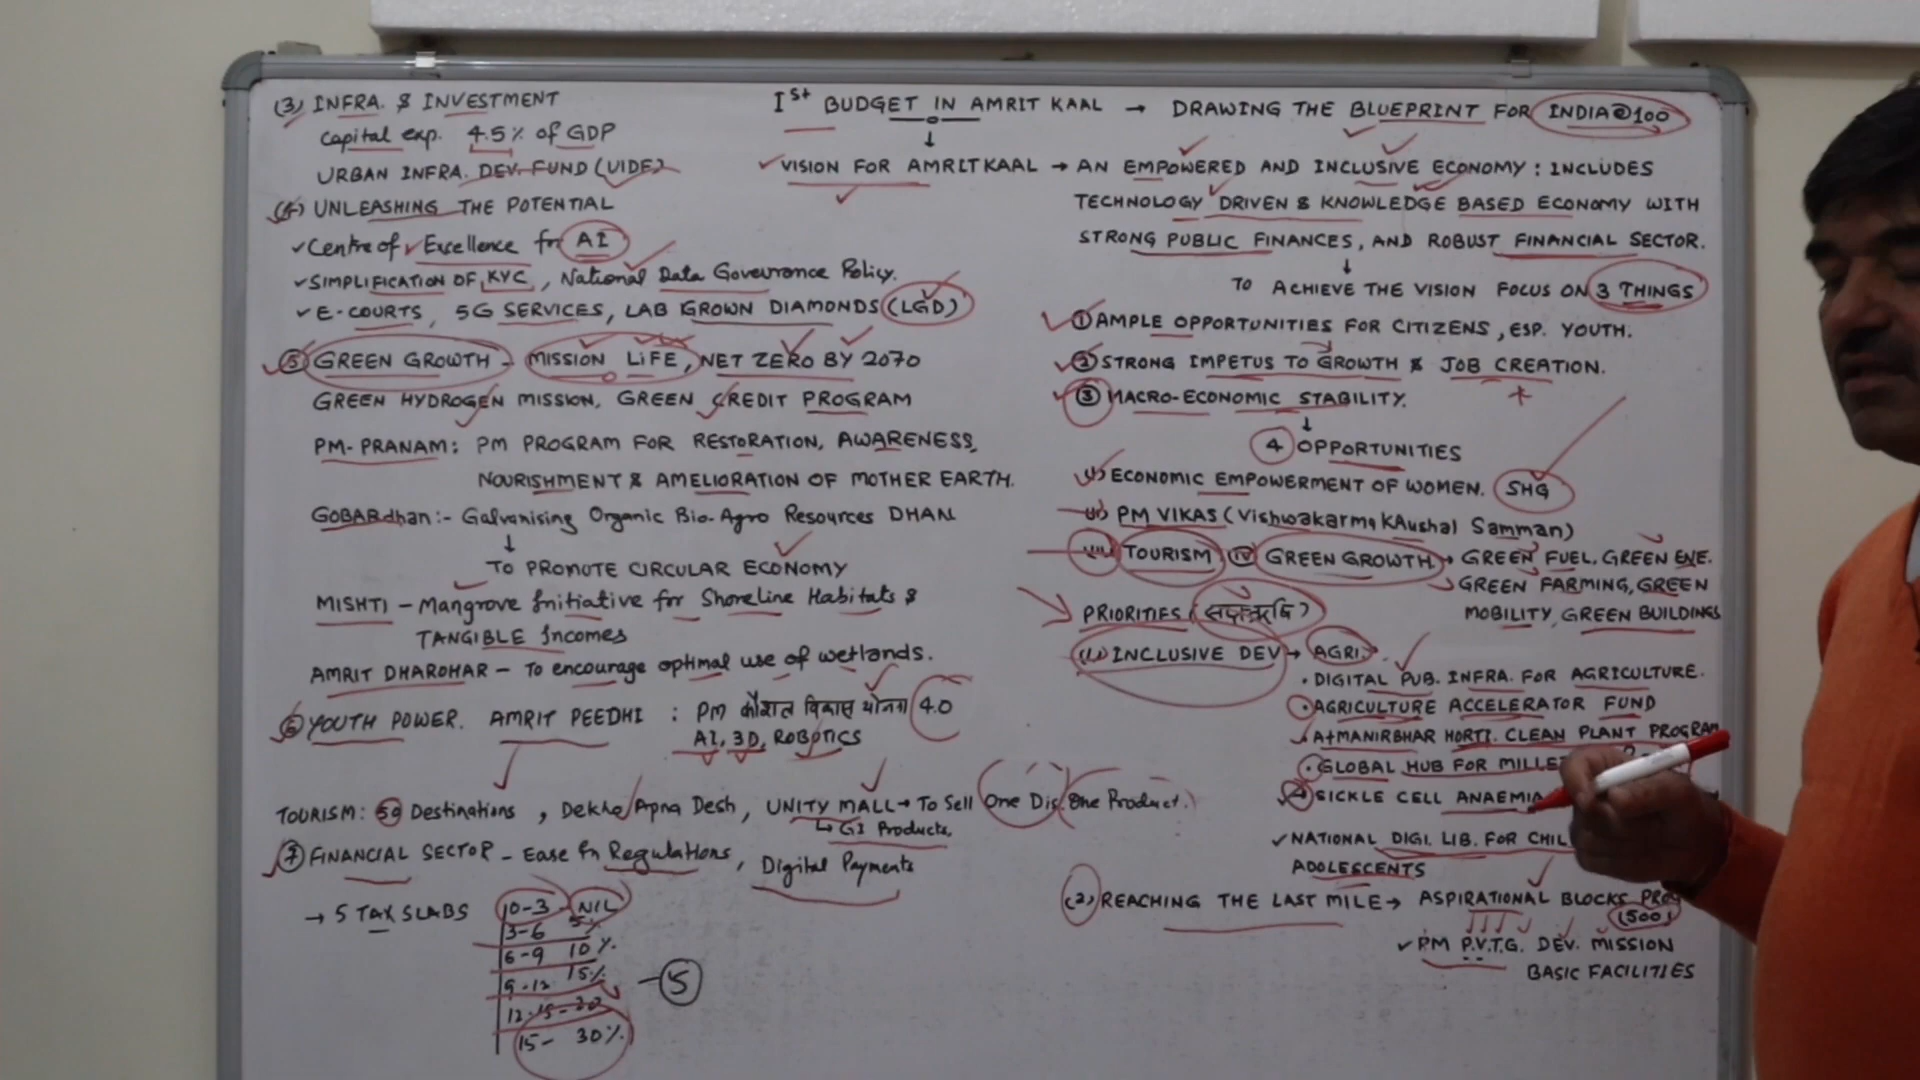 Ist BUDGET IN AMRIT KAAL → DRAWING THE BLUEPRINT FOR INDIA@100
↓
VISION FOR AMRITKAAL → AN EMPOWERED AND INCLUSIVE ECONOMY : INCLUDES
TECHNOLOGY DRIVEN & KNOWLEDGE BASED ECONOMY WITH
STRONG PUBLIC FINANCES, AND ROBUST FINANCIAL SECTOR.
↓
TO ACHIEVE THE VISION FOCUS ON 3 THINGS
① AMPLE OPPORTUNITIES FOR CITIZENS, ESP. YOUTH.
② STRONG IMPETUS TO GROWTH & JOB CREATION.
③ MACRO-ECONOMIC STABILITY.
↓
4 OPPORTUNITIES
(i) ECONOMIC EMPOWERMENT OF WOMEN. SHG
(ii) PM VIKAS (Vishwakarma KAushal Samman)
(iii) TOURISM (iv) GREEN GROWTH → GREEN FUEL, GREEN ENE.
GREEN FARMING, GREEN
MOBILITY, GREEN BUILDINGS
PRIORITIES
(1) INCLUSIVE DEV → AGRI.
• DIGITAL PUB. INFRA. FOR AGRICULTURE.
• AGRICULTURE ACCELERATOR FUND
• ATMANIRBHAR HORTI. CLEAN PLANT PROGRAM
• GLOBAL HUB FOR MILLE
→ SICKLE CELL ANAEMIA
✓ NATIONAL DIGI. LIB. FOR CHIL
ADOLESCENTS
(2) REACHING THE LAST MILE → ASPIRATIONAL BLOCKS PROG
(500)
✓ PM P.V.T.G. DEV. MISSION
BASIC FACILITIES
(3) INFRA. & INVESTMENT
Capital exp. 4.5% of GDP
URBAN INFRA. DEV. FUND (UIDF)
(4) UNLEASHING THE POTENTIAL
✓ Centre of Excellence for AI
✓ SIMPLIFICATION OF KYC, National Data Goverrance Policy.
✓ E-COURTS, 5G SERVICES, LAB GROWN DIAMONDS (LGD)
⑤ GREEN GROWTH - MISSION LiFE, NET ZERO BY 2070
GREEN HYDROGEN MISSION, GREEN CREDIT PROGRAM
PM-PRANAM : PM PROGRAM FOR RESTORATION, AWARENESS,
NOURISHMENT & AMELIORATION OF MOTHER EARTH.
GOBARdhan :- Galvanising Organic Bio-Agro Resources DHAN
↓
TO PROMOTE CIRCULAR ECONOMY
MISHTI - Mangrove Initiative for Shoreline Habitats &
TANGIBLE Incomes
AMRIT DHAROHAR - To encourage optimal use of wetlands.
⑥ YOUTH POWER. AMRIT PEEDHI : PM कौशल विकास योजना 4.0
AI, 3D, ROBOTICS
TOURISM: 50 Destinations, Dekho Apna Desh, UNITY MALL → To Sell One Dis. One Product.
↳ GI Products.
⑦ FINANCIAL SECTOR - Ease in Regulations, Digital Payments
→ 5 TAX SLABS
0-3 - NIL
3-6 5%
6-9 10%
9-12 15%
12-15 - 20
15- 30%
- ⑤